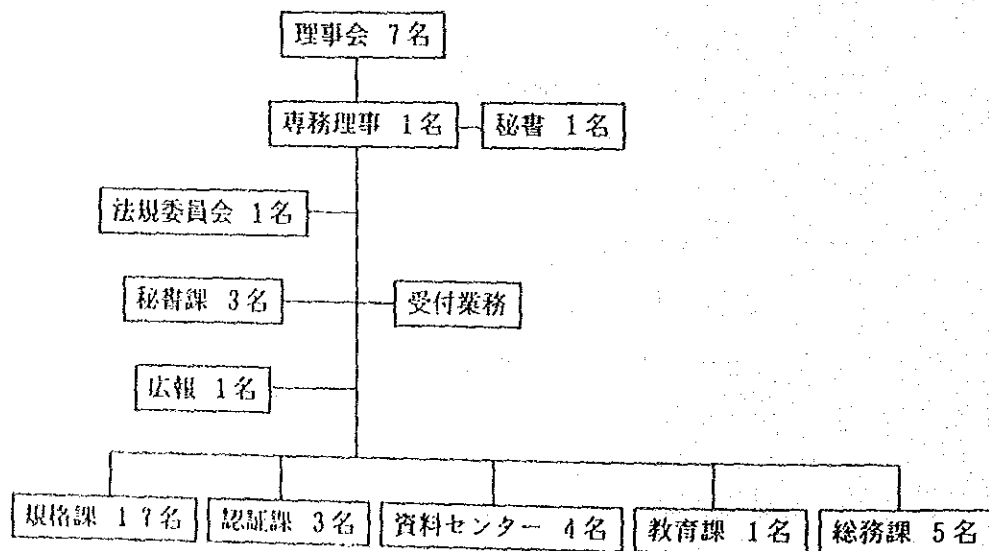 理事会 7名
専務理事 1名
秘書 1名
法規委員会 1名
秘書課 3名
受付業務
広報 1名
規格課 17名
認証課 3名
資料センター 4名
教育課 1名
総務課 5名